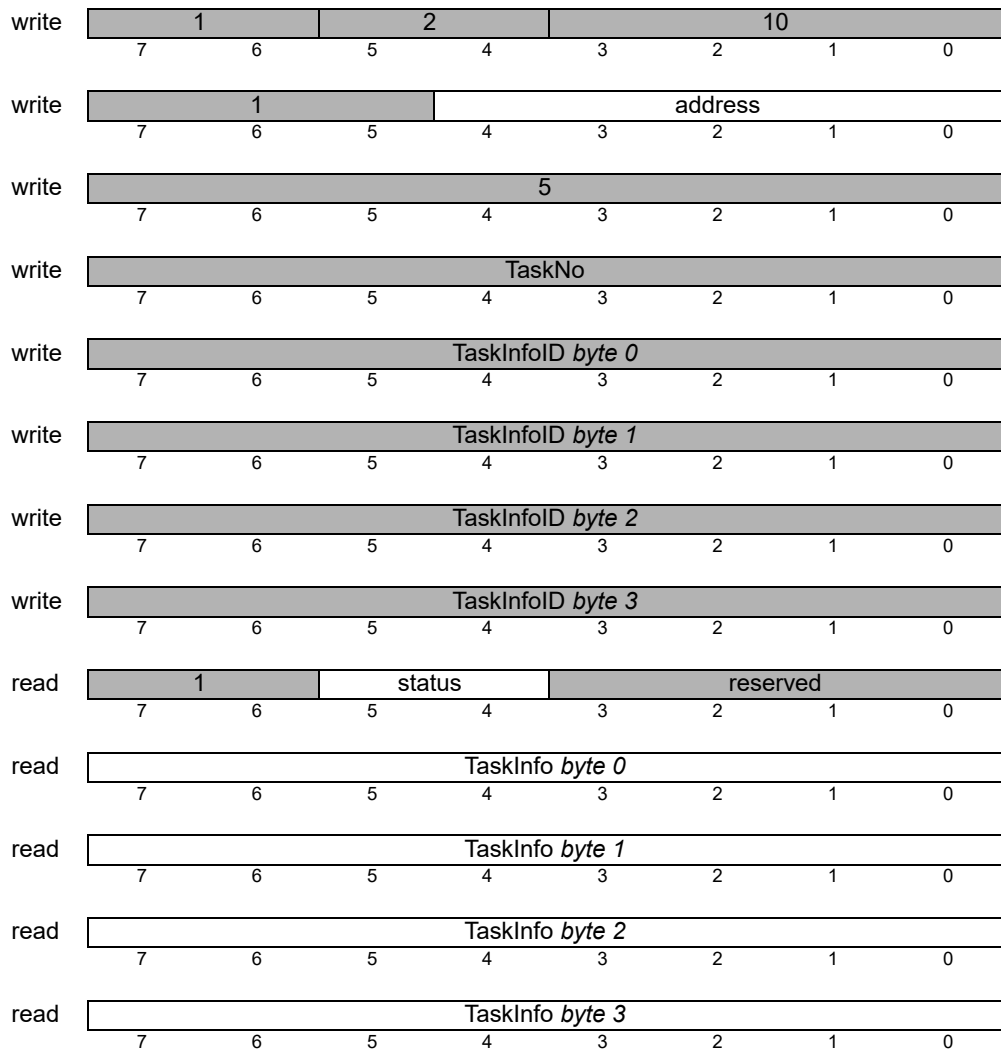 write 1 2 10
7 6 5 4 3 2 1 0
write 1 address
7 6 5 4 3 2 1 0
write 5
7 6 5 4 3 2 1 0
write TaskNo
7 6 5 4 3 2 1 0
write TaskInfoID byte 0
7 6 5 4 3 2 1 0
write TaskInfoID byte 1
7 6 5 4 3 2 1 0
write TaskInfoID byte 2
7 6 5 4 3 2 1 0
write TaskInfoID byte 3
7 6 5 4 3 2 1 0
read 1 status reserved
7 6 5 4 3 2 1 0
read TaskInfo byte 0
7 6 5 4 3 2 1 0
read TaskInfo byte 1
7 6 5 4 3 2 1 0
read TaskInfo byte 2
7 6 5 4 3 2 1 0
read TaskInfo byte 3
7 6 5 4 3 2 1 0